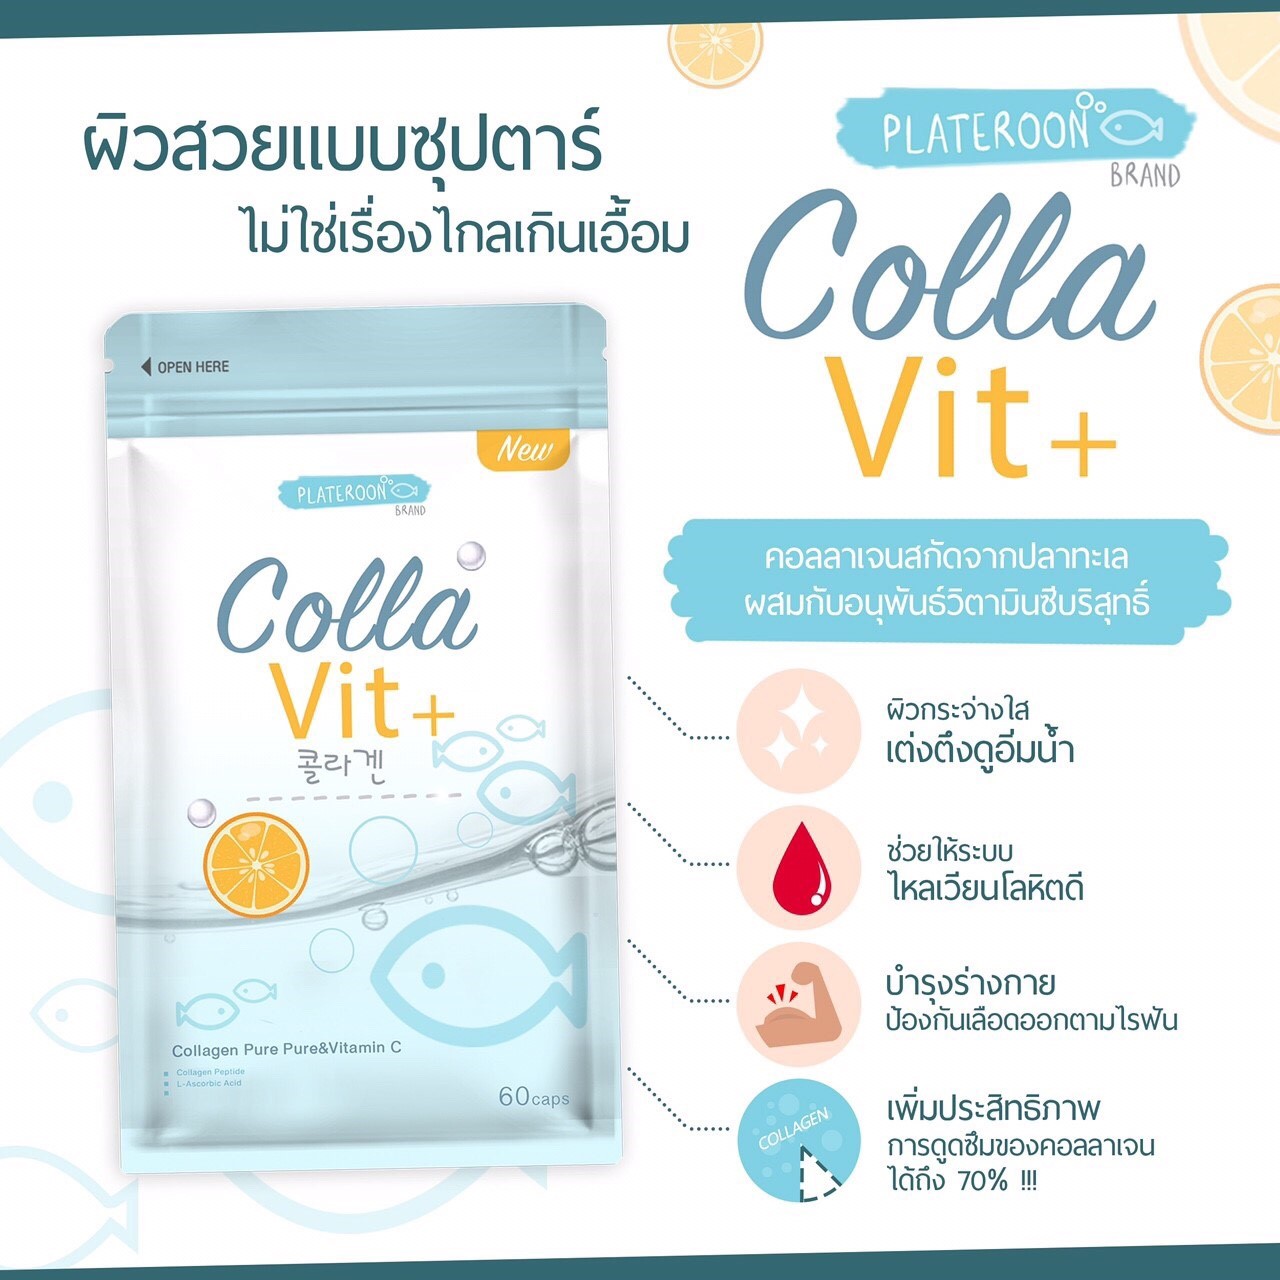 ผิวสวยแบบซุปตาร์
ไม่ใช่เรื่องไกลเกินเอื้อม
PLATEROON
BRAND
Colla
Vit+
คอลลาเจนสกัดจากปลาทะเล
ผสมกับอนุพันธ์วิตามินซีบริสุทธิ์
OPEN HERE
New
PLATEROON
BRAND
Colla
Vit+
콜라겐
Collagen Pure Pure&Vitamin C
Collagen Peptide
L-Ascorbic Acid
60caps
ผิวกระจ่างใส
เต่งตึงดูอิ่มน้ำ
ช่วยให้ระบบ
ไหลเวียนโลหิตดี
บำรุงร่างกาย
ป้องกันเลือดออกตามไรฟัน
COLLAGEN
เพิ่มประสิทธิภาพ
การดูดซึมของคอลลาเจน
ได้ถึง 70% !!!